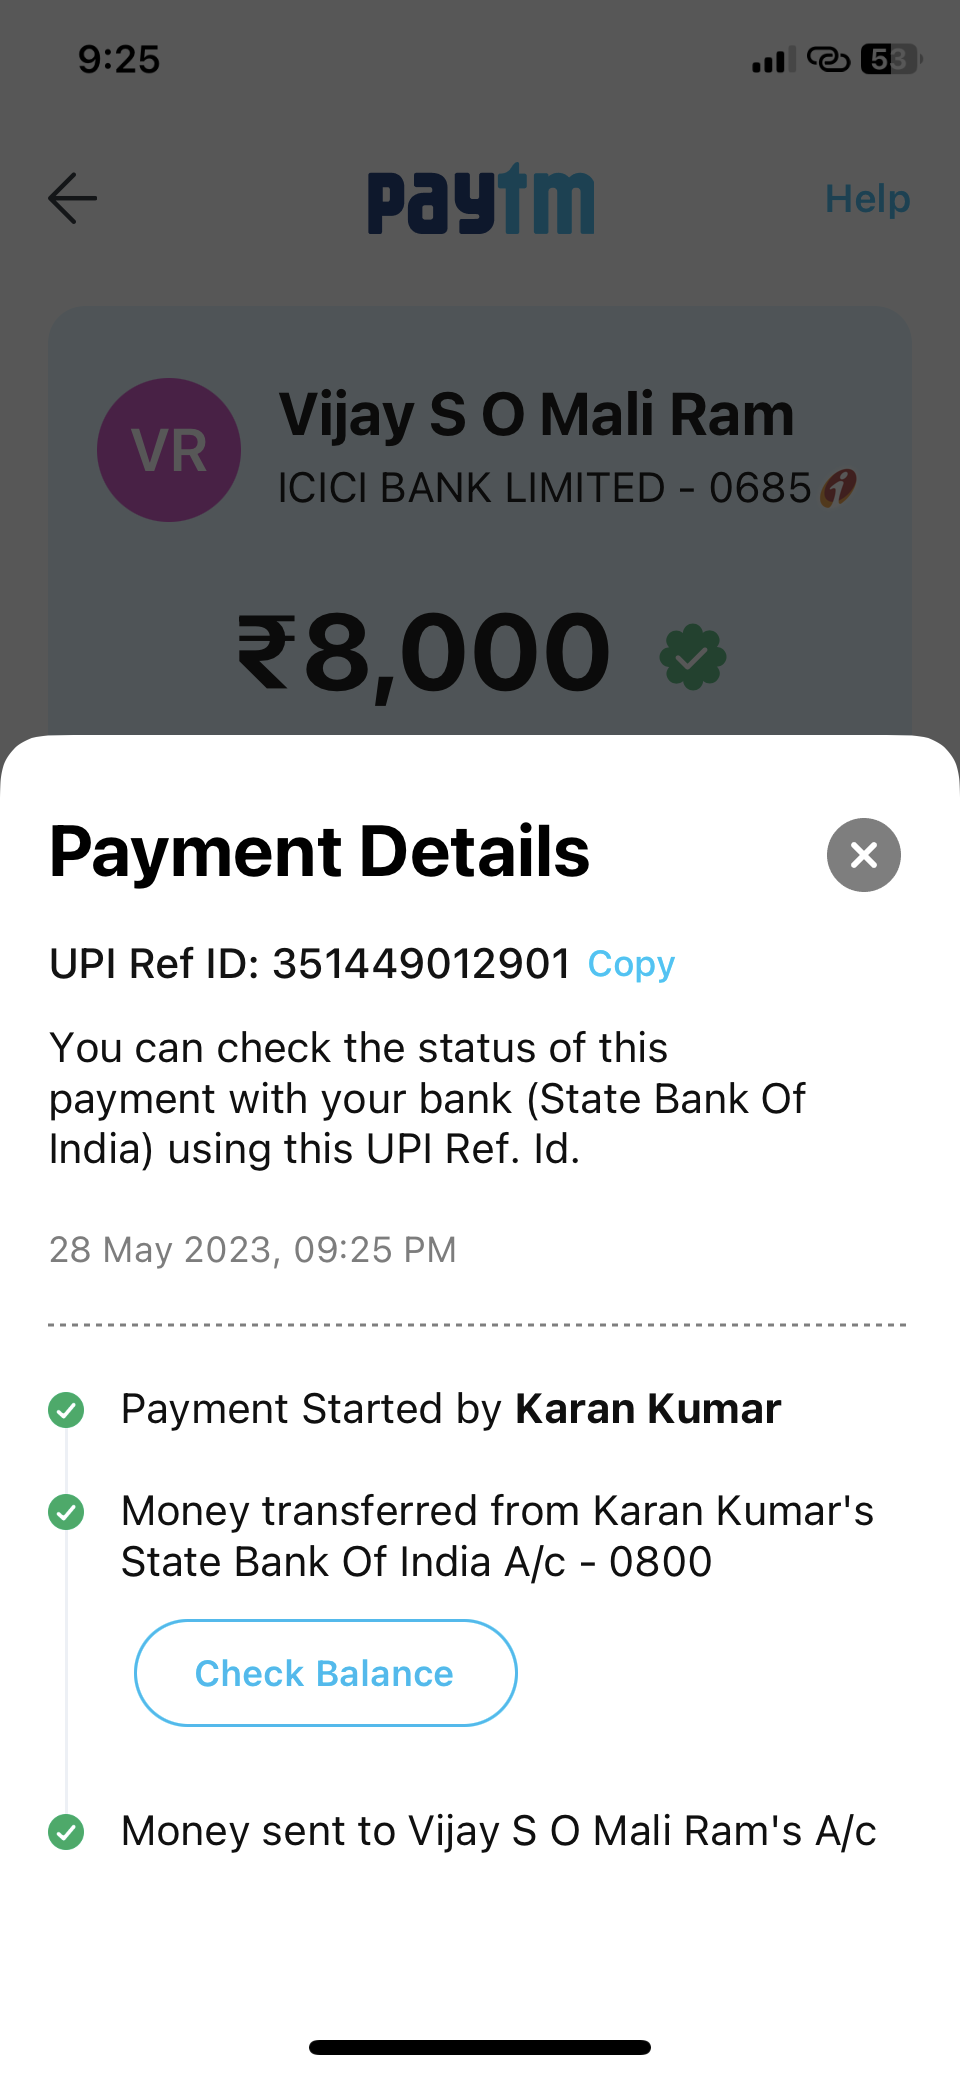 9:25
53
paytm
Help
VR
Vijay S O Mali Ram
ICICI BANK LIMITED - 0685
₹8,000
Payment Details
UPI Ref ID: 351449012901 Copy
You can check the status of this
payment with your bank (State Bank Of
India) using this UPI Ref. Id.
28 May 2023, 09:25 PM
Payment Started by Karan Kumar
Money transferred from Karan Kumar's
State Bank Of India A/c - 0800
Check Balance
Money sent to Vijay S O Mali Ram's A/c